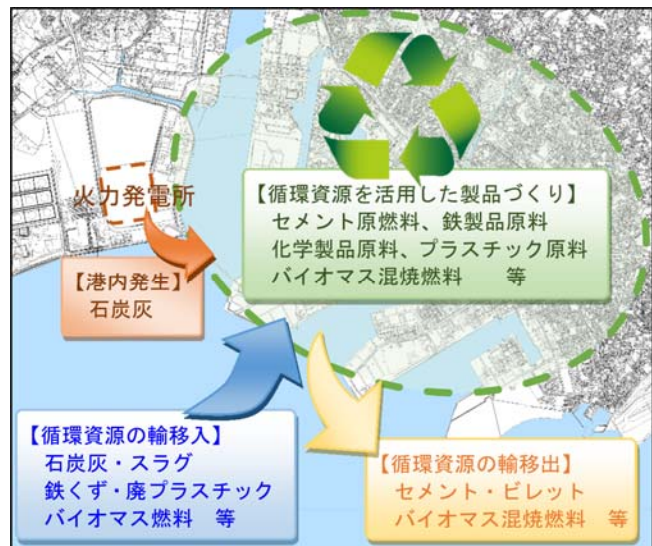 火力発電所
【循環資源を活用した製品づくり】
セメント原燃料、鉄製品原料
化学製品原料、プラスチック原料
バイオマス混焼燃料　等
【港内発生】
石炭灰
【循環資源の輸移入】
石炭灰・スラグ
鉄くず・廃プラスチック
バイオマス燃料　等
【循環資源の輸移出】
セメント・ビレット
バイオマス混焼燃料　等